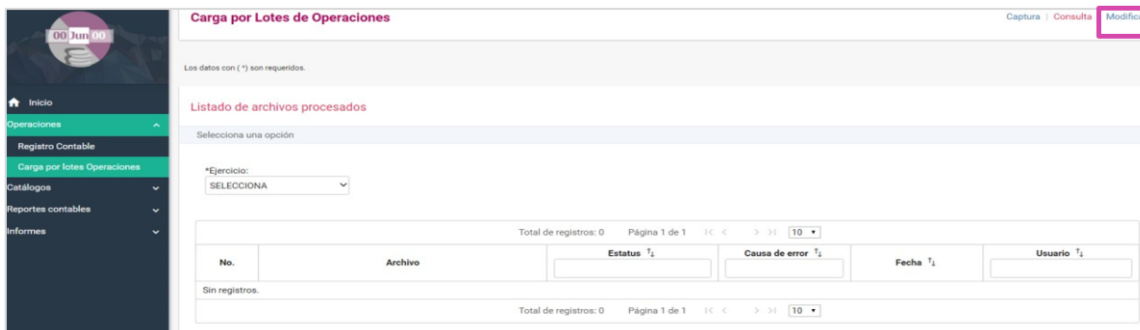 Carga por Lotes de Operaciones
Captura | Consulta
00 Jun 00
Los datos con ( *) son requeridos.
Inicio
Operaciones
Registro Contable
Carga por lotes Operaciones
Catálogos
Reportes contables
Informes
Listado de archivos procesados
Selecciona una opción
*Ejercicio:
SELECCIONA
Total de registros: 0 Página 1 de 1 |< < > >| 10
No. Archivo Estatus Causa de error Fecha Usuario
Sin registros.
Total de registros: 0 Página 1 de 1 |< < > >| 10